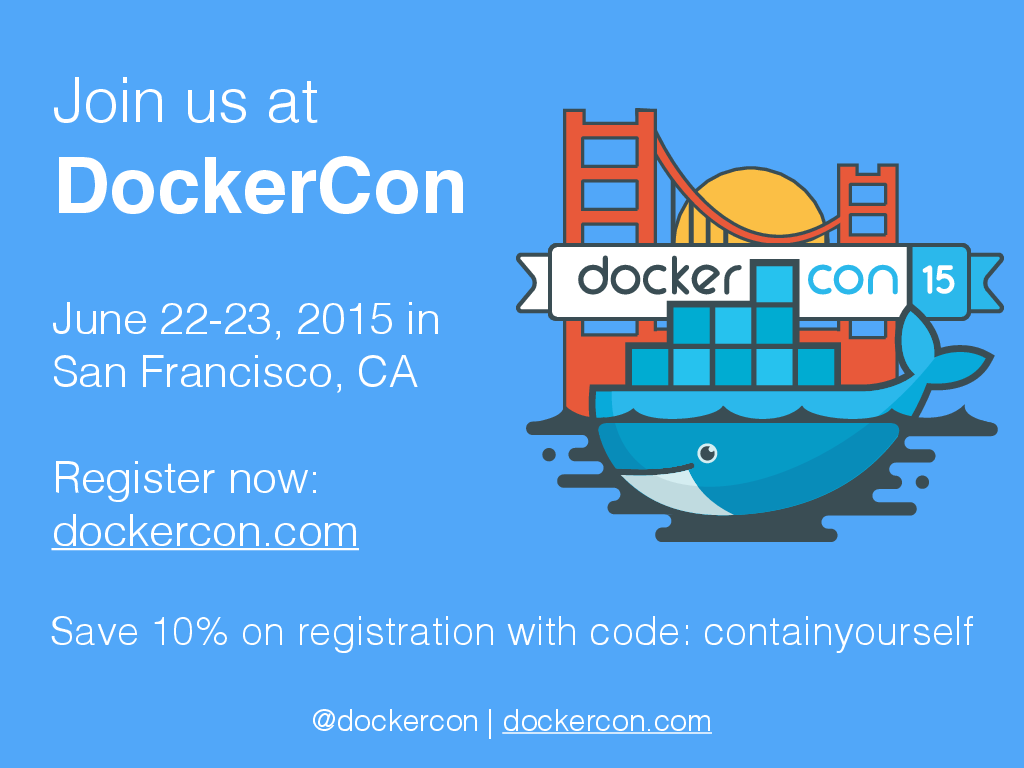 Join us at
DockerCon
June 22-23, 2015 in
San Francisco, CA
Register now:
dockercon.com
docker con 15
Save 10% on registration with code: containyourself
@dockercon | dockercon.com